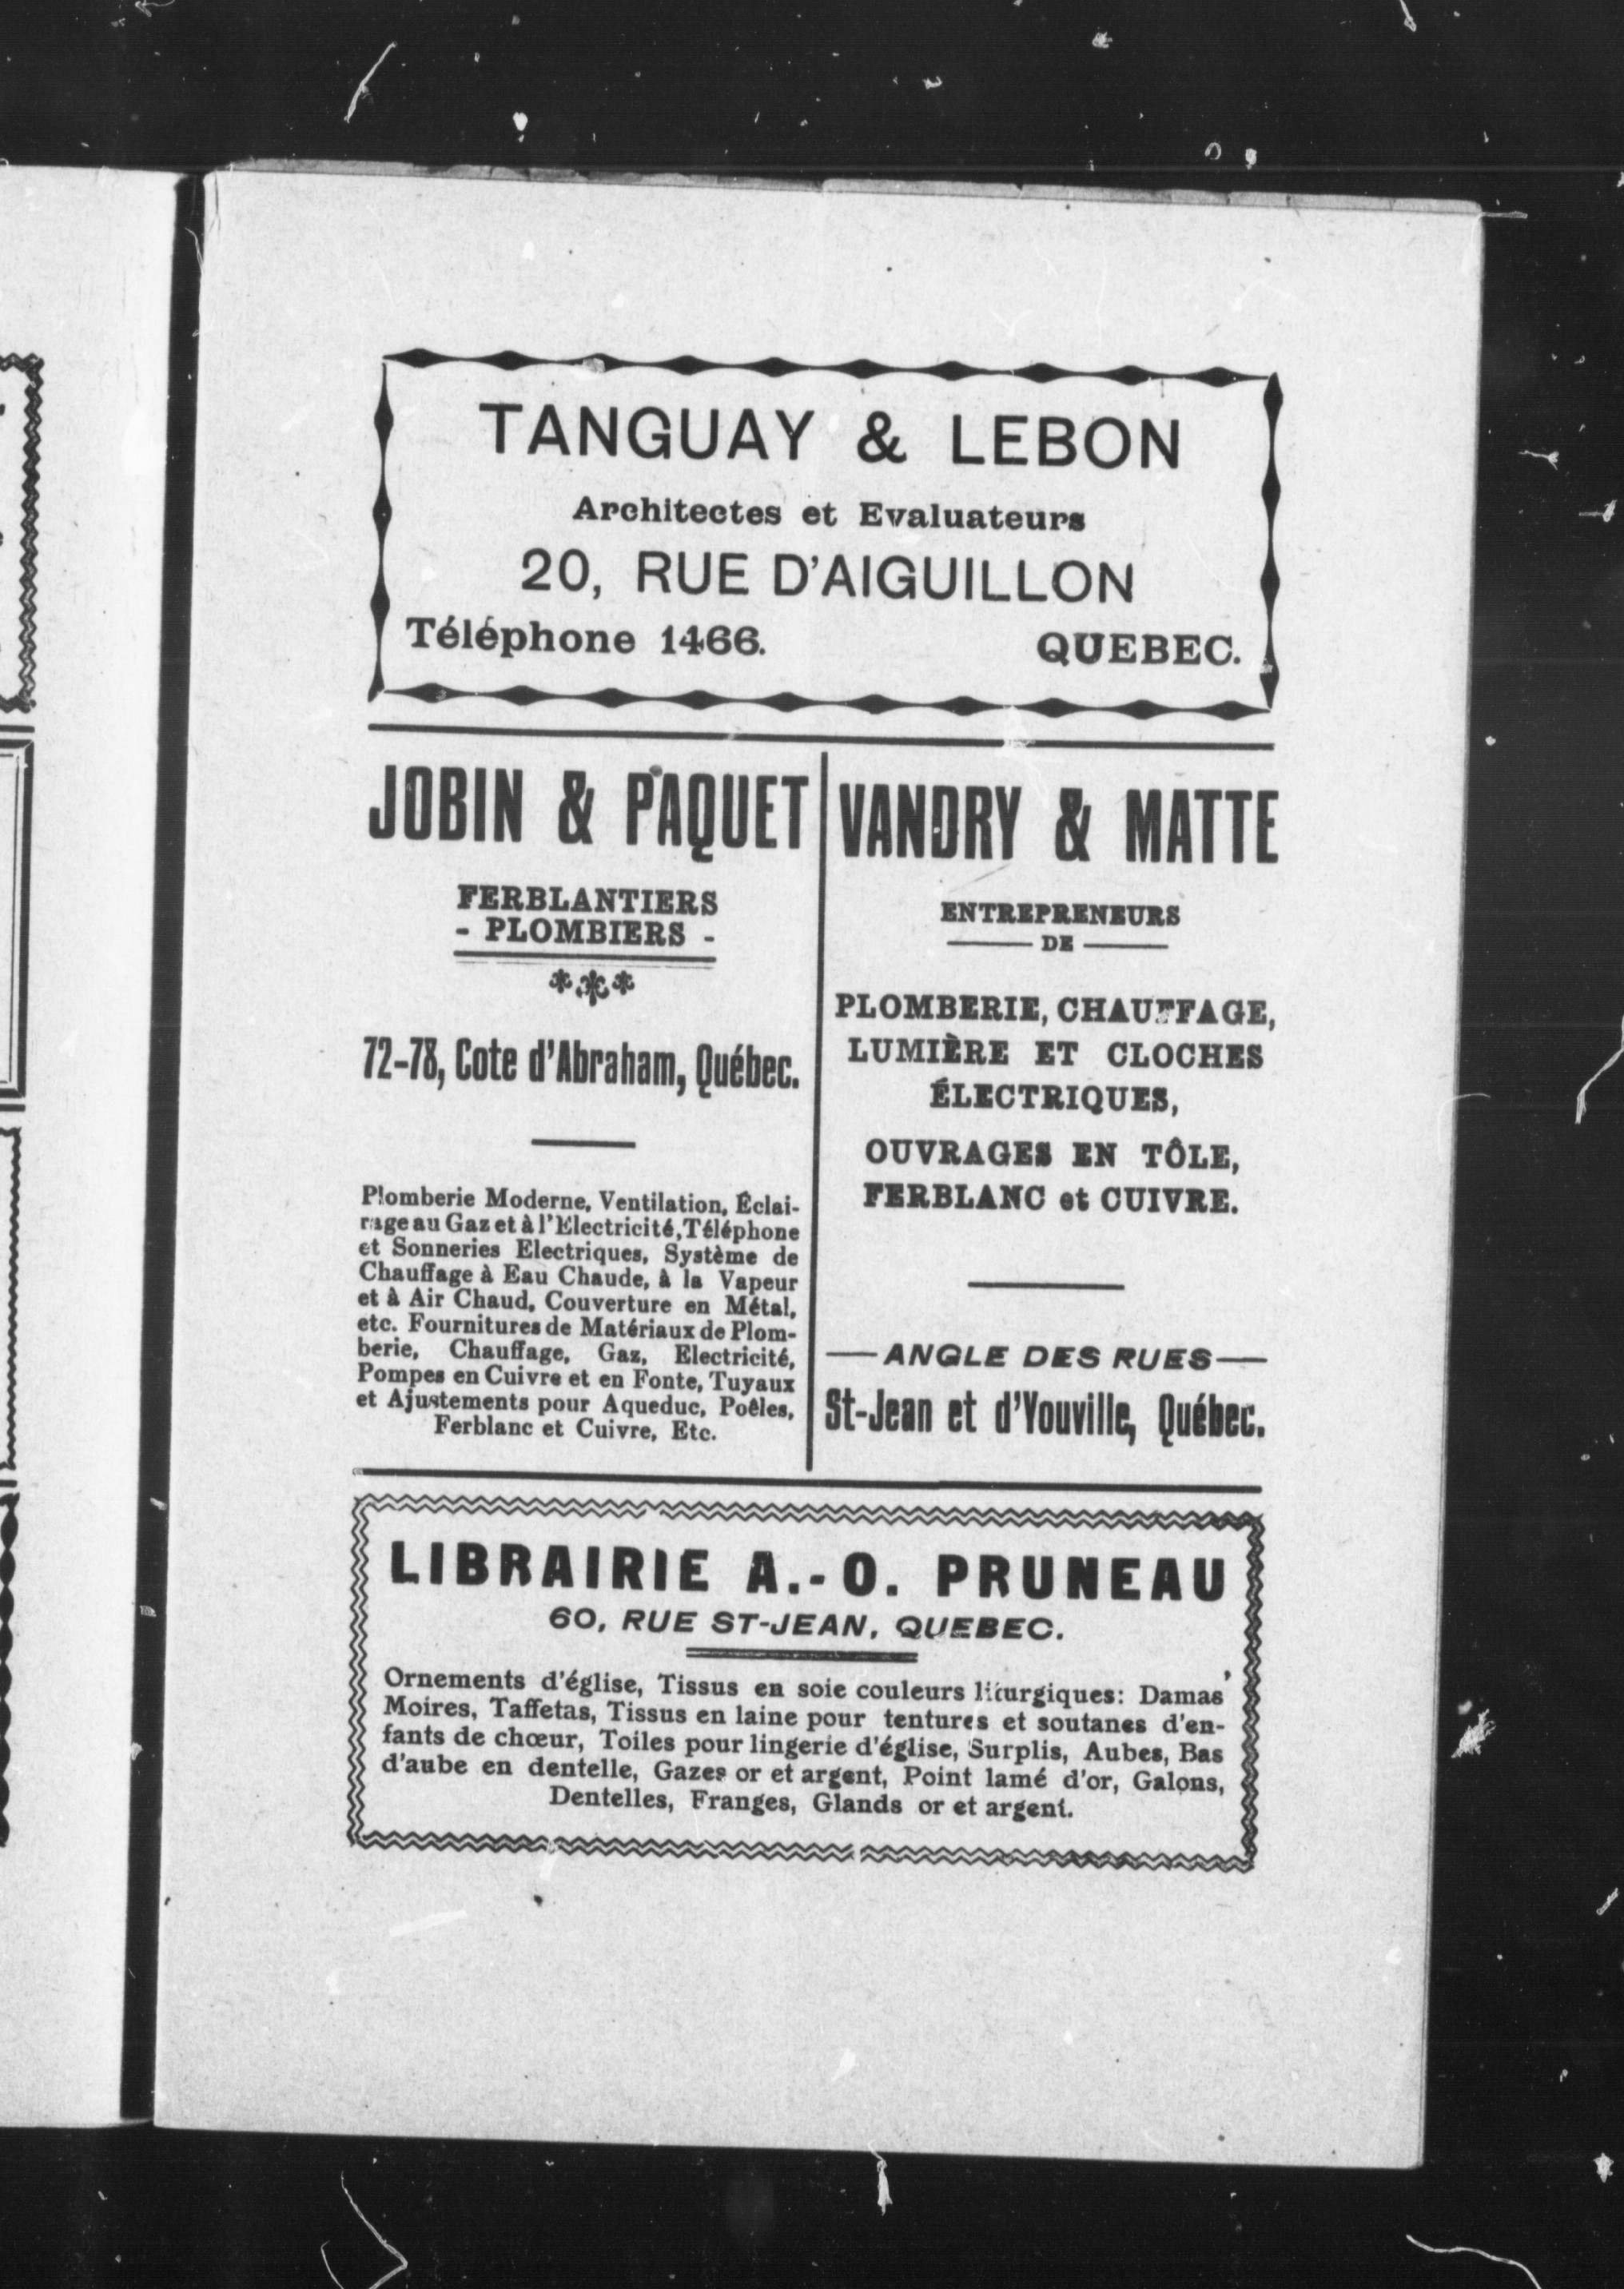 TANGUAY & LEBON
Architectes et Evaluateurs
20, RUE D'AIGUILLON
Téléphone 1466. QUEBEC.
JOBIN & PAQUET
FERBLANTIERS
- PLOMBIERS -
72-78, Cote d'Abraham, Québec.
Plomberie Moderne, Ventilation, Éclai-
rage au Gaz et à l'Electricité, Téléphone
et Sonneries Electriques, Système de
Chauffage à Eau Chaude, à la Vapeur
et à Air Chaud, Couverture en Métal,
etc. Fournitures de Matériaux de Plom-
berie, Chauffage, Gaz, Electricité,
Pompes en Cuivre et en Fonte, Tuyaux
et Ajustements pour Aqueduc, Poêles,
Ferblanc et Cuivre, Etc.
VANDRY & MATTE
ENTREPRENEURS
DE
PLOMBERIE, CHAUFFAGE,
LUMIÈRE ET CLOCHES
ÉLECTRIQUES,
OUVRAGES EN TÔLE,
FERBLANC et CUIVRE.
ANGLE DES RUES
St-Jean et d'Youville, Québec.
LIBRAIRIE A.-O. PRUNEAU
60, RUE ST-JEAN, QUEBEC.
Ornements d'église, Tissus en soie couleurs liturgiques: Damas'
Moires, Taffetas, Tissus en laine pour tentures et soutanes d'en-
fants de chœur, Toiles pour lingerie d'église, Surplis, Aubes, Bas
d'aube en dentelle, Gazes or et argent, Point lamé d'or, Galons,
Dentelles, Franges, Glands or et argent.